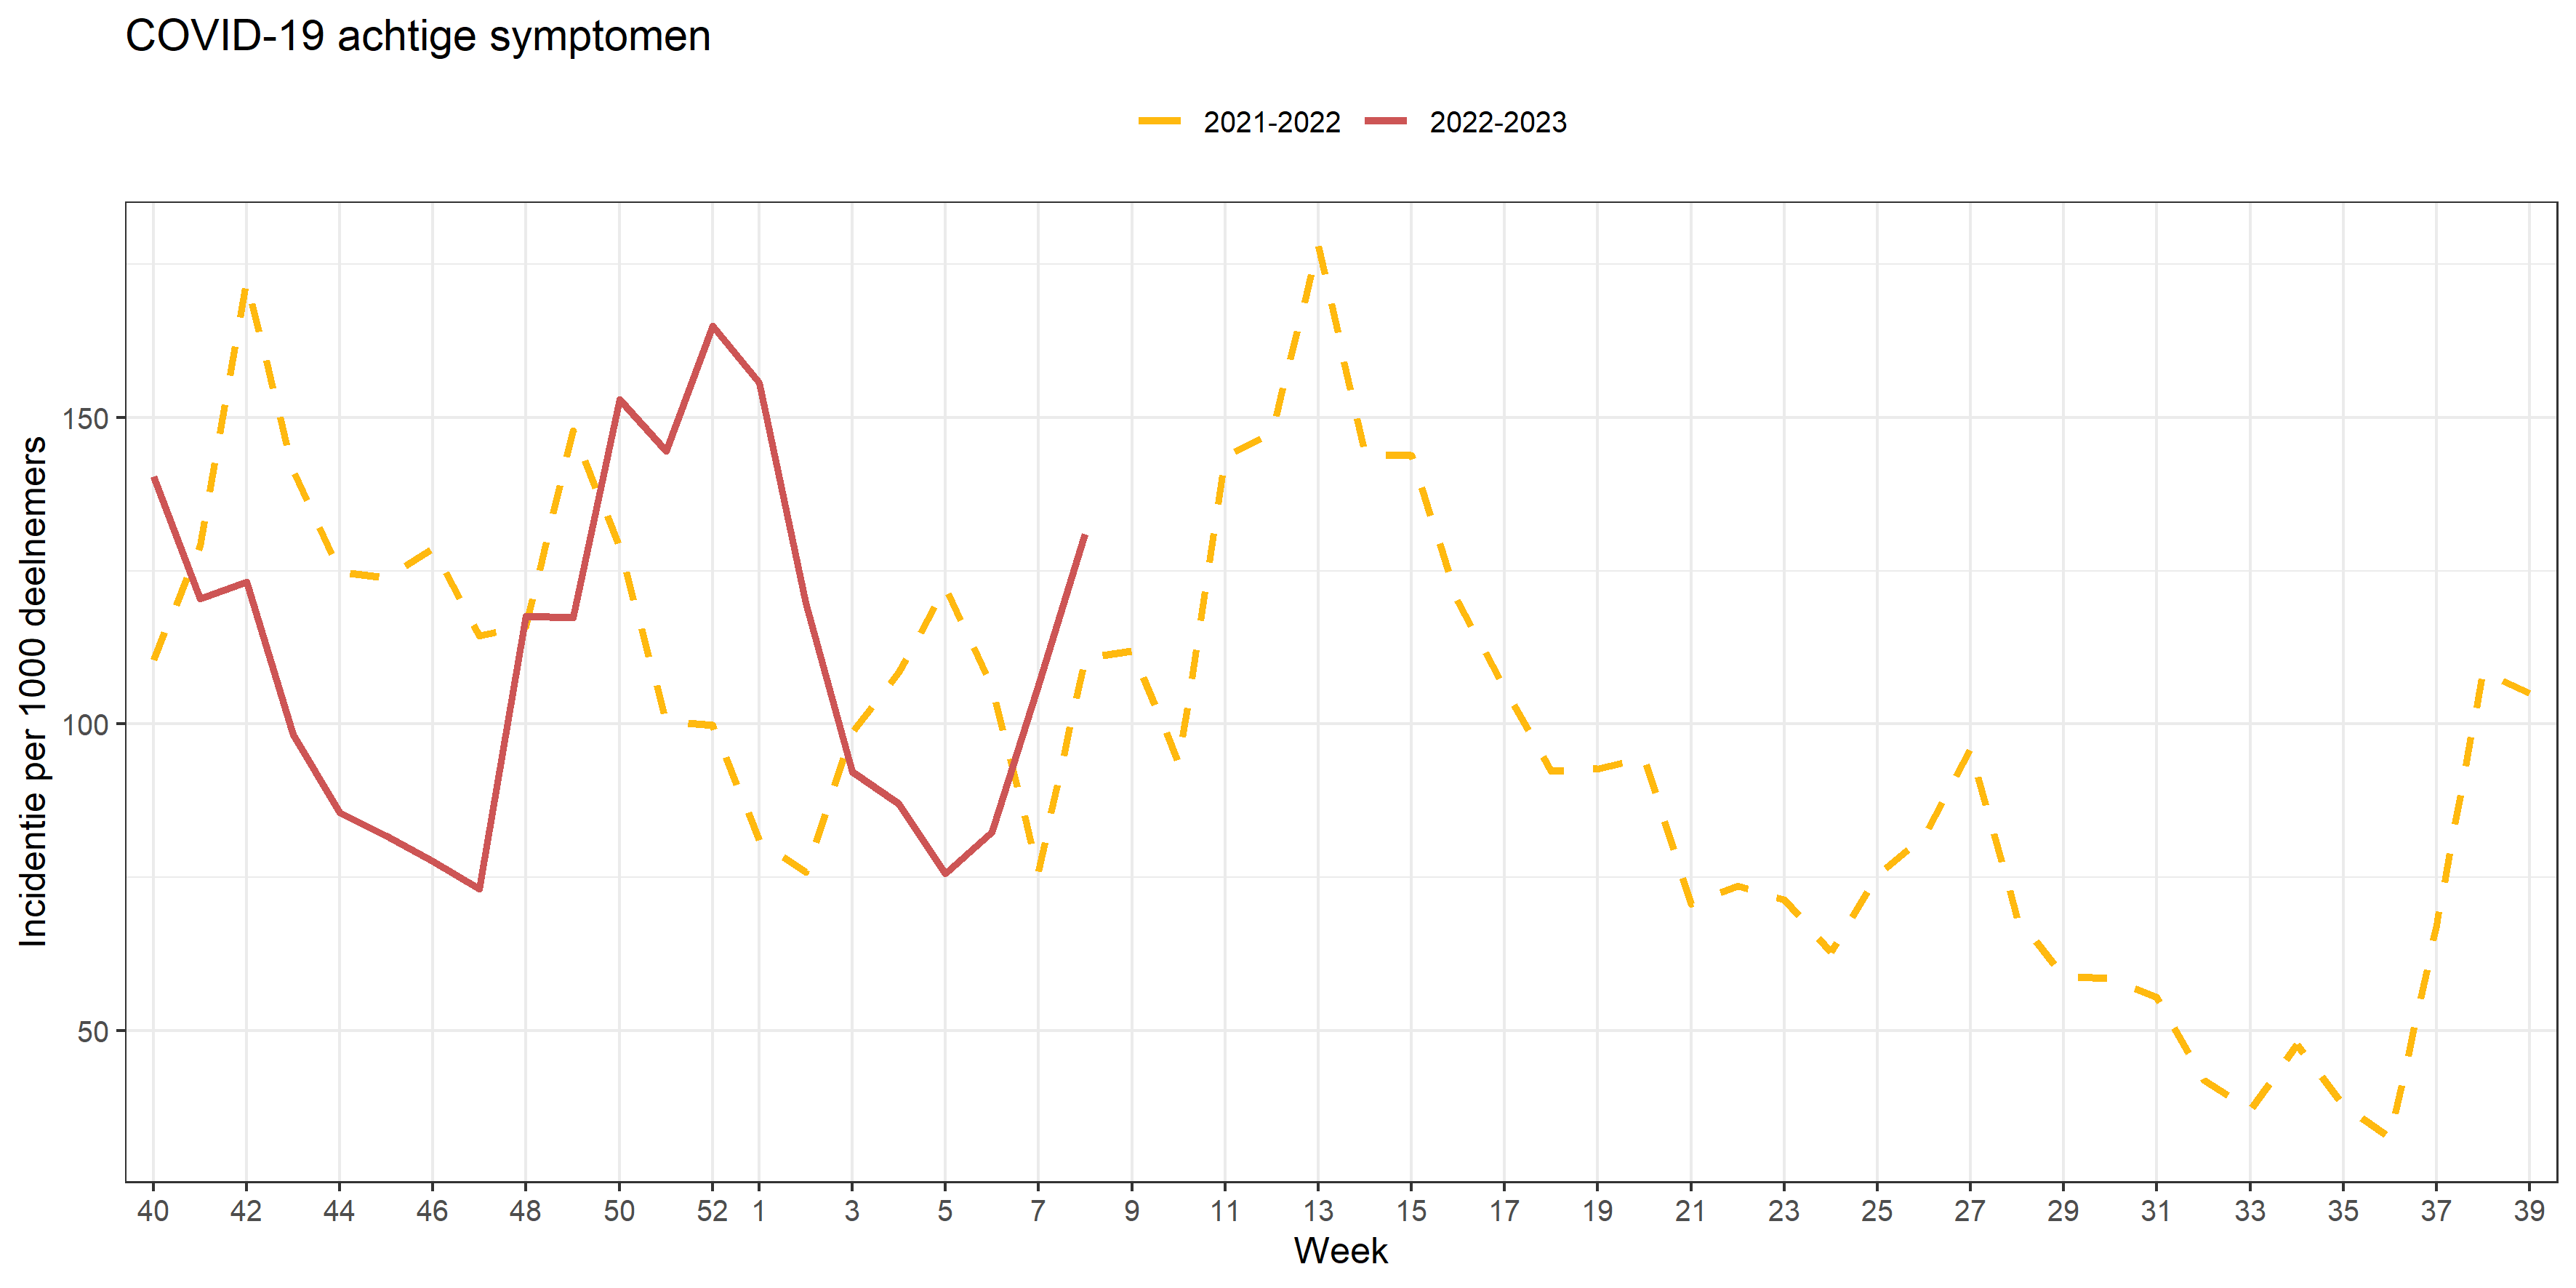 COVID-19 achtige symptomen
2021-2022 2022-2023
Incidentie per 1000 deelnemers
150
100
50
40 42 44 46 48 50 52 1 3 5 7 9 11 13 15 17 19 21 23 25 27 29 31 33 35 37 39
Week